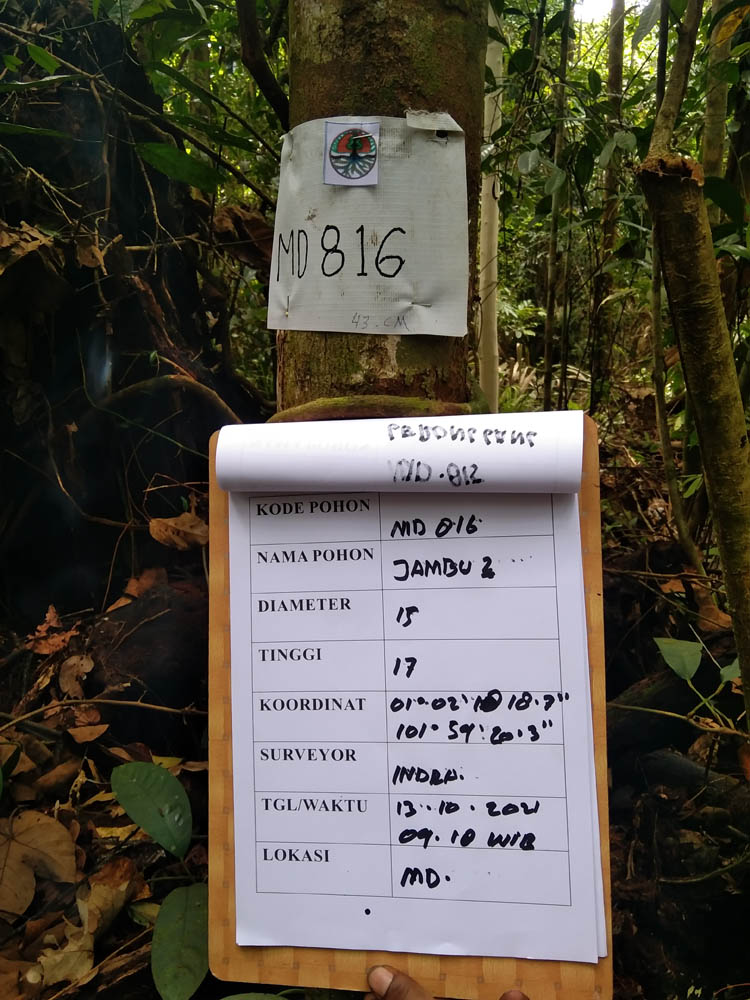 MD 816
43.CM
MD.812
KODE POHON MD 816
NAMA POHON JAMBU 2
DIAMETER 15
TINGGI 17
KOORDINAT 01°02' 18.7"
101°59'20.3"
SURVEYOR INDRA.
TGL/WAKTU 13.10.2021
09.10 WIB
LOKASI MD.